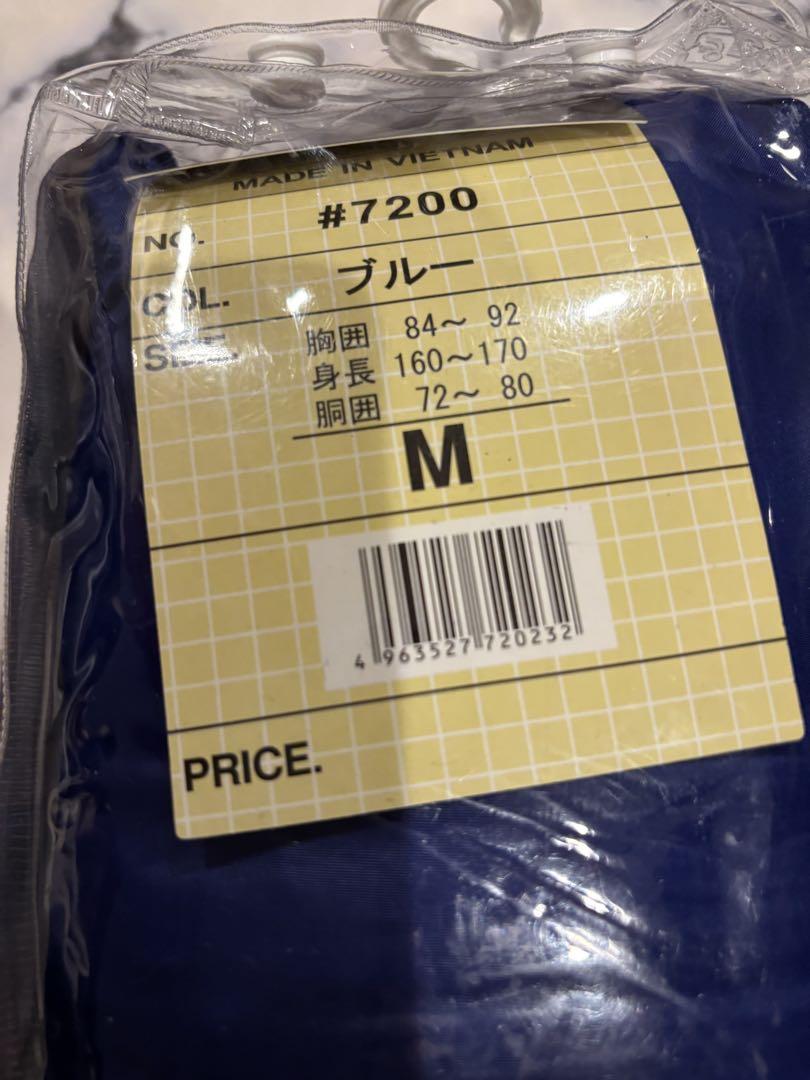 MADE IN VIETNAM
NO. #7200
COL. ブルー
SIZE. 胸囲 84～ 92
身長 160～170
胴囲 72～ 80
M
4 963527 720232
PRICE.